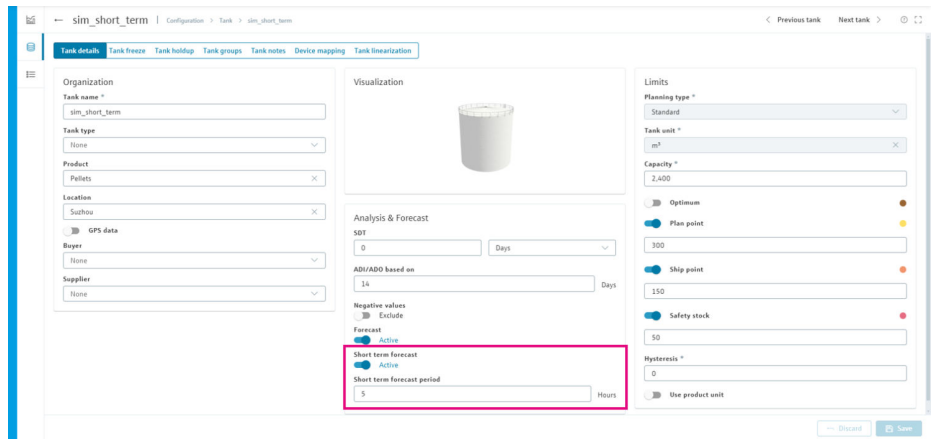 ← sim_short_term | Configuration > Tank > sim_short_term
< Previous tank Next tank >
Tank details Tank freeze Tank holdup Tank groups Tank notes Device mapping Tank linearization
Organization
Tank name *
sim_short_term
Tank type
None
Product
Pellets
Location
Suzhou
GPS data
Buyer
None
Supplier
None
Visualization
Analysis & Forecast
SDT
0 Days
ADI/ADO based on
14 Days
Negative values
Exclude
Forecast
Active
Short term forecast
Active
Short term forecast period
5 Hours
Limits
Planning type *
Standard
Tank unit *
m³
Capacity *
2,400
Optimum
Plan point
300
Ship point
150
Safety stock
50
Hysteresis *
0
Use product unit
Discard Save